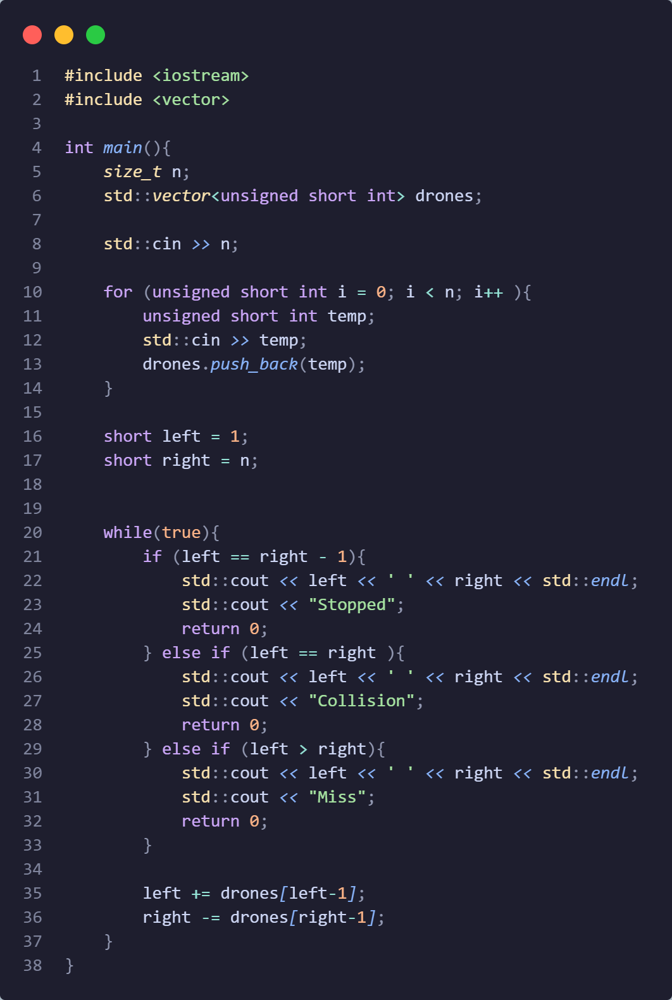 1 #include <iostream>
2 #include <vector>
3
4 int main(){
5     size_t n;
6     std::vector<unsigned short int> drones;
7
8     std::cin >> n;
9
10     for (unsigned short int i = 0; i < n; i++ ){
11         unsigned short int temp;
12         std::cin >> temp;
13         drones.push_back(temp);
14     }
15
16     short left = 1;
17     short right = n;
18
19
20     while(true){
21         if (left == right - 1){
22             std::cout << left << ' ' << right << std::endl;
23             std::cout << "Stopped";
24             return 0;
25         } else if (left == right ){
26             std::cout << left << ' ' << right << std::endl;
27             std::cout << "Collision";
28             return 0;
29         } else if (left > right){
30             std::cout << left << ' ' << right << std::endl;
31             std::cout << "Miss";
32             return 0;
33         }
34
35         left += drones[left-1];
36         right -= drones[right-1];
37     }
38 }